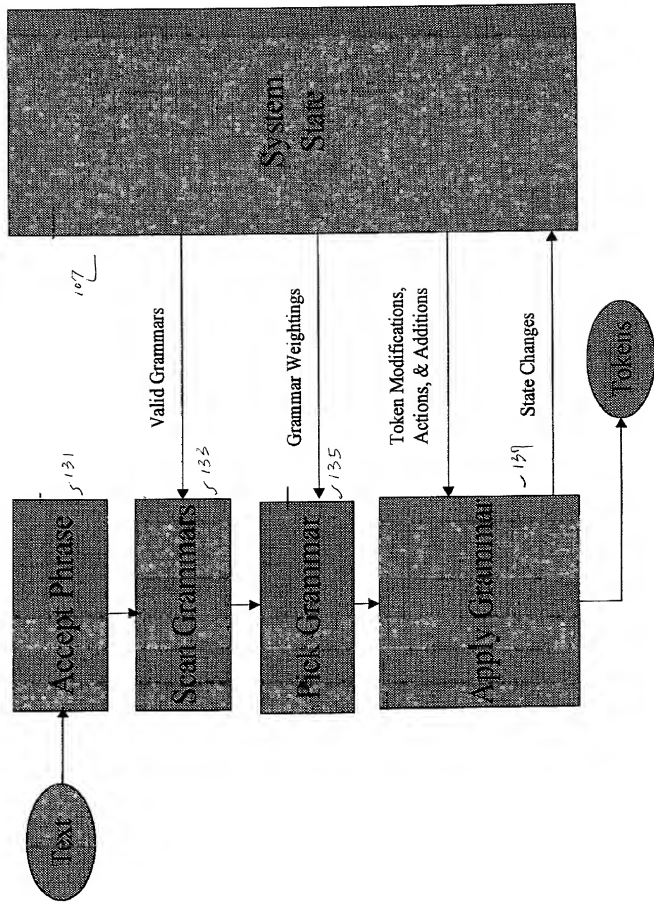 Text
Accept Phrase
131
Scan Grammars
133
Pick Grammar
135
Apply Grammar
137
Valid Grammars
Grammar Weightings
Token Modifications,
Actions, & Additions
State Changes
System
State
107
Tokens